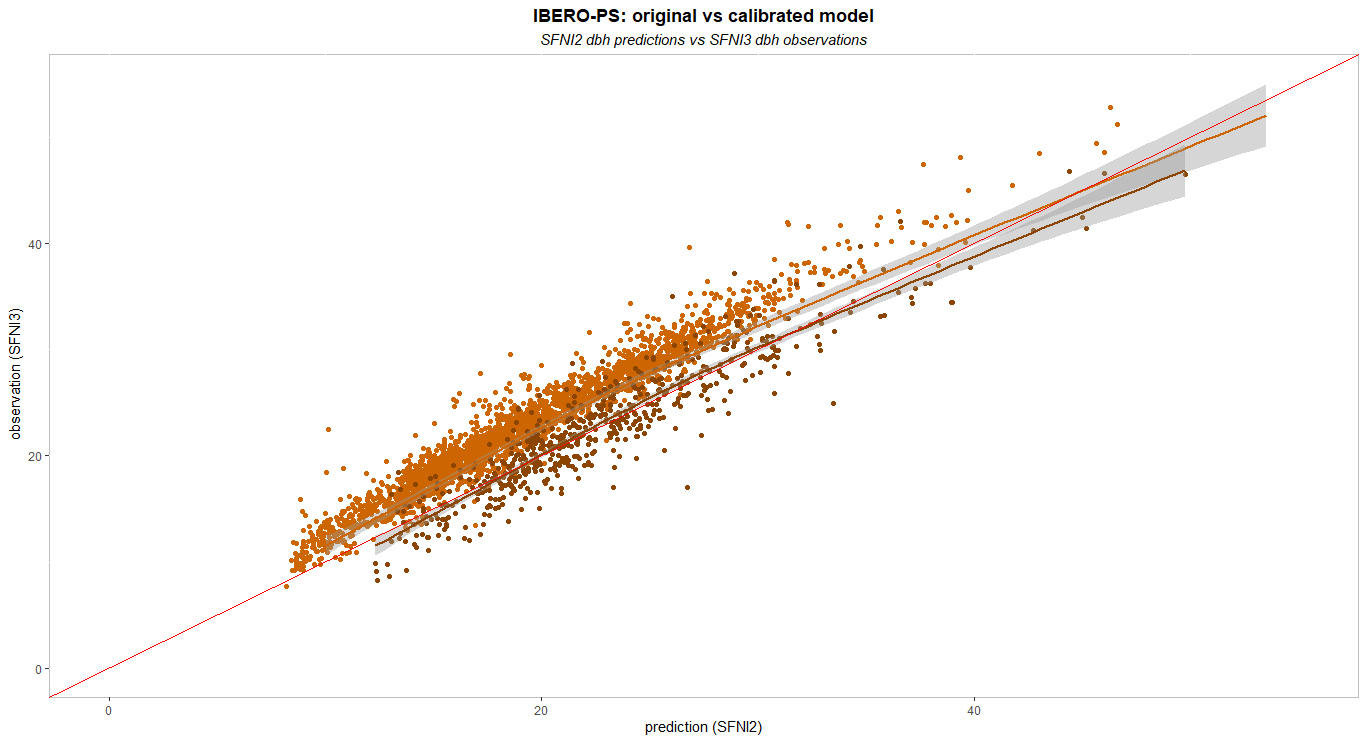 IBERO-PS: original vs calibrated model
SFNI2 dbh predictions vs SFNI3 dbh observations
observation (SFNI3)
40
20
0
0
20
40
prediction (SFNI2)